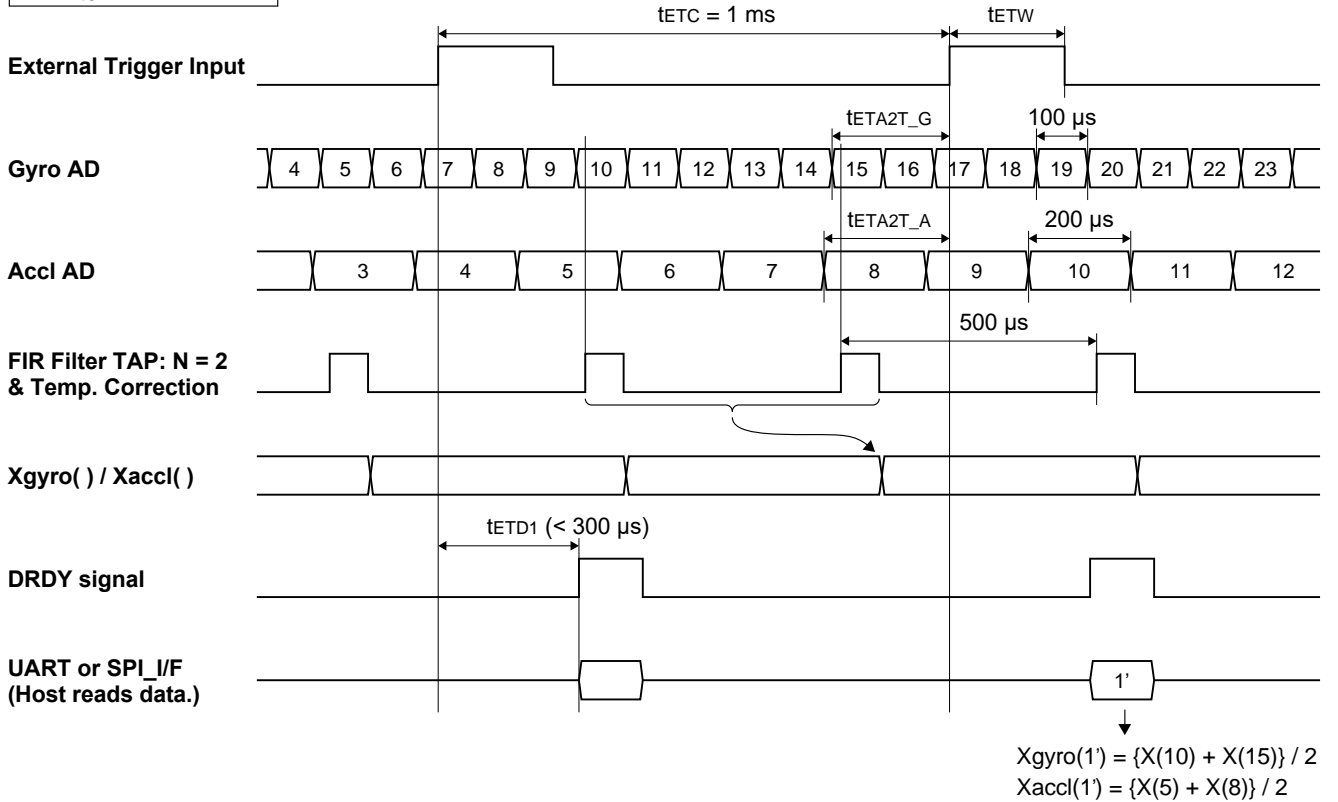 tETC = 1 ms
tETW
External Trigger Input
tETA2T_G
100 µs
Gyro AD
4 5 6 7 8 9 10 11 12 13 14 15 16 17 18 19 20 21 22 23
tETA2T_A
200 µs
Accl AD
3 4 5 6 7 8 9 10 11 12
500 µs
FIR Filter TAP: N = 2
& Temp. Correction
Xgyro( ) / Xaccl( )
tETD1 (< 300 µs)
DRDY signal
UART or SPI_I/F
(Host reads data.)
1’
Xgyro(1’) = {X(10) + X(15)} / 2
Xaccl(1’) = {X(5) + X(8)} / 2